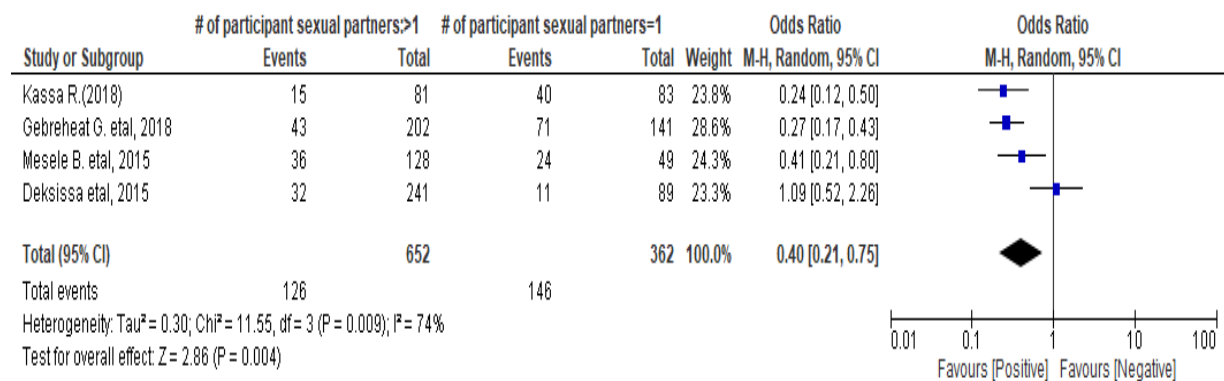 # of participant sexual partners:>1 # of participant sexual partners=1 Odds Ratio Odds Ratio
Study or Subgroup Events Total Events Total Weight M-H, Random, 95% CI M-H, Random, 95% CI
Kassa R.(2018) 15 81 40 83 23.8% 0.24 [0.12, 0.50]
Gebreheat G. etal, 2018 43 202 71 141 28.6% 0.27 [0.17, 0.43]
Mesele B. etal, 2015 36 128 24 49 24.3% 0.41 [0.21, 0.80]
Deksissa etal, 2015 32 241 11 89 23.3% 1.09 [0.52, 2.26]
Total (95% CI) 652 362 100.0% 0.40 [0.21, 0.75]
Total events 126 146
Heterogeneity: Tau² = 0.30; Chi² = 11.55, df = 3 (P = 0.009); I² = 74%
Test for overall effect: Z = 2.86 (P = 0.004)
0.01 0.1 1 10 100
Favours [Positive] Favours [Negative]